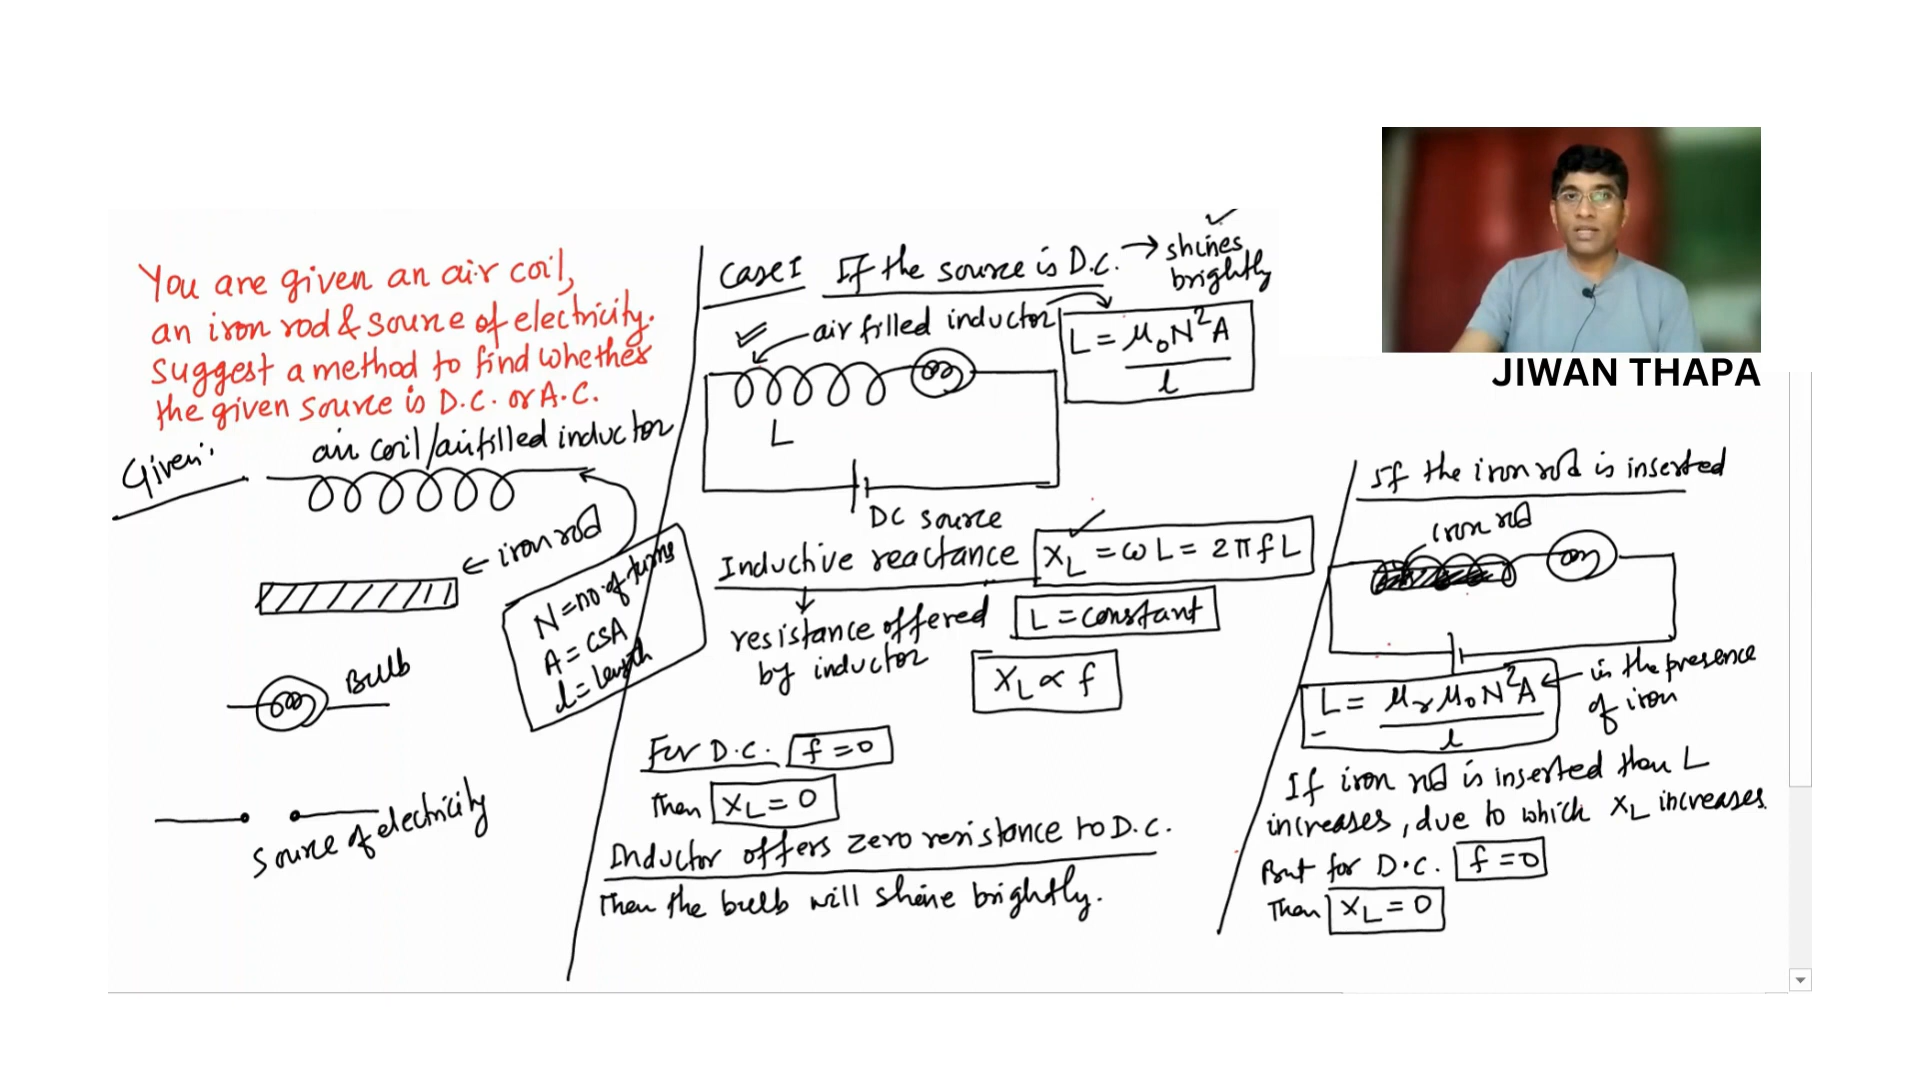 You are given an air coil,
an iron rod & source of electricity.
suggest a method to find whether
the given source is D.C. or A.C.
Given:
air coil/airfilled inductor
← iron rod
N = no. of turns
A = CSA
l = length
Bulb
Source of electricity
Case I If the source is D.C. → shines
brightly
air filled inductor
L = μ₀N²A / l
L
DC source
Inductive reactance X_L = ωL = 2πfL
resistance offered
by inductor
L = constant
X_L ∝ f
For D.C. f = 0
Then X_L = 0
Inductor offers zero resistance to D.C.
Then the bulb will shine brightly.
JIWAN THAPA
If the iron rod is inserted
iron rod
L = μᵣμ₀N²A / l ← in the presence
of iron
If iron rod is inserted then L
increases, due to which X_L increases.
But for D.C. f = 0
Then X_L = 0